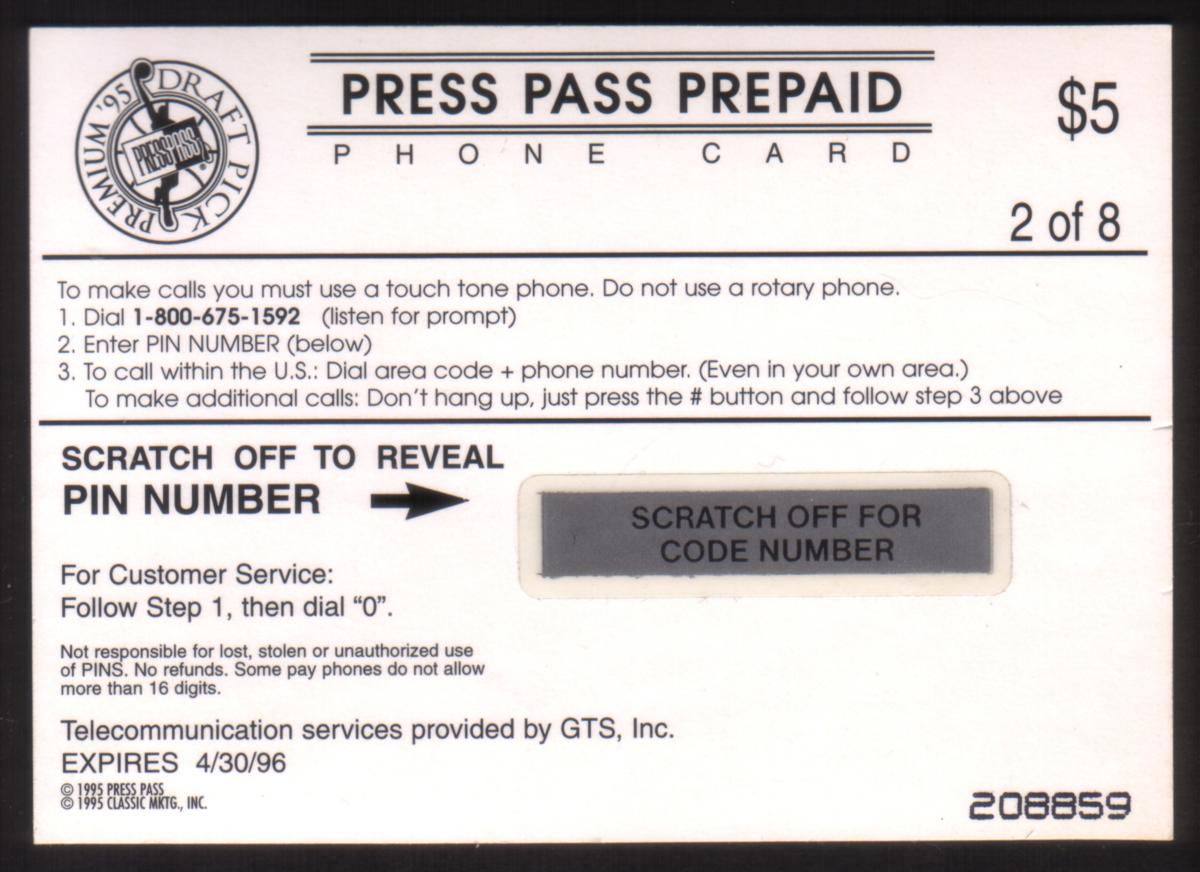 PREMIUM '95 DRAFT PICK
PRESS PASS
®
PRESS PASS PREPAID
PHONE CARD
$5
2 of 8
To make calls you must use a touch tone phone. Do not use a rotary phone.
1. Dial 1-800-675-1592 (listen for prompt)
2. Enter PIN NUMBER (below)
3. To call within the U.S.: Dial area code + phone number. (Even in your own area.)
To make additional calls: Don't hang up, just press the # button and follow step 3 above
SCRATCH OFF TO REVEAL
PIN NUMBER
SCRATCH OFF FOR
CODE NUMBER
For Customer Service:
Follow Step 1, then dial “0”.
Not responsible for lost, stolen or unauthorized use
of PINS. No refunds. Some pay phones do not allow
more than 16 digits.
Telecommunication services provided by GTS, Inc.
EXPIRES 4/30/96
© 1995 PRESS PASS
© 1995 CLASSIC MKTG., INC.
208859